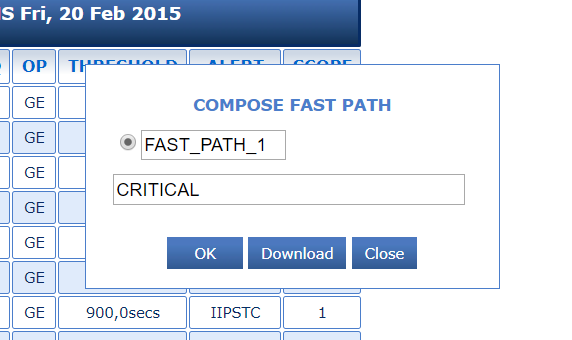 S Fri, 20 Feb 2015
OP THRESHOLD ALERT SCOPE
GE
COMPOSE FAST PATH
GE
FAST_PATH_1
GE
CRITICAL
GE
GE
OK Download Close
GE
GE 900,0secs IIPSTC 1